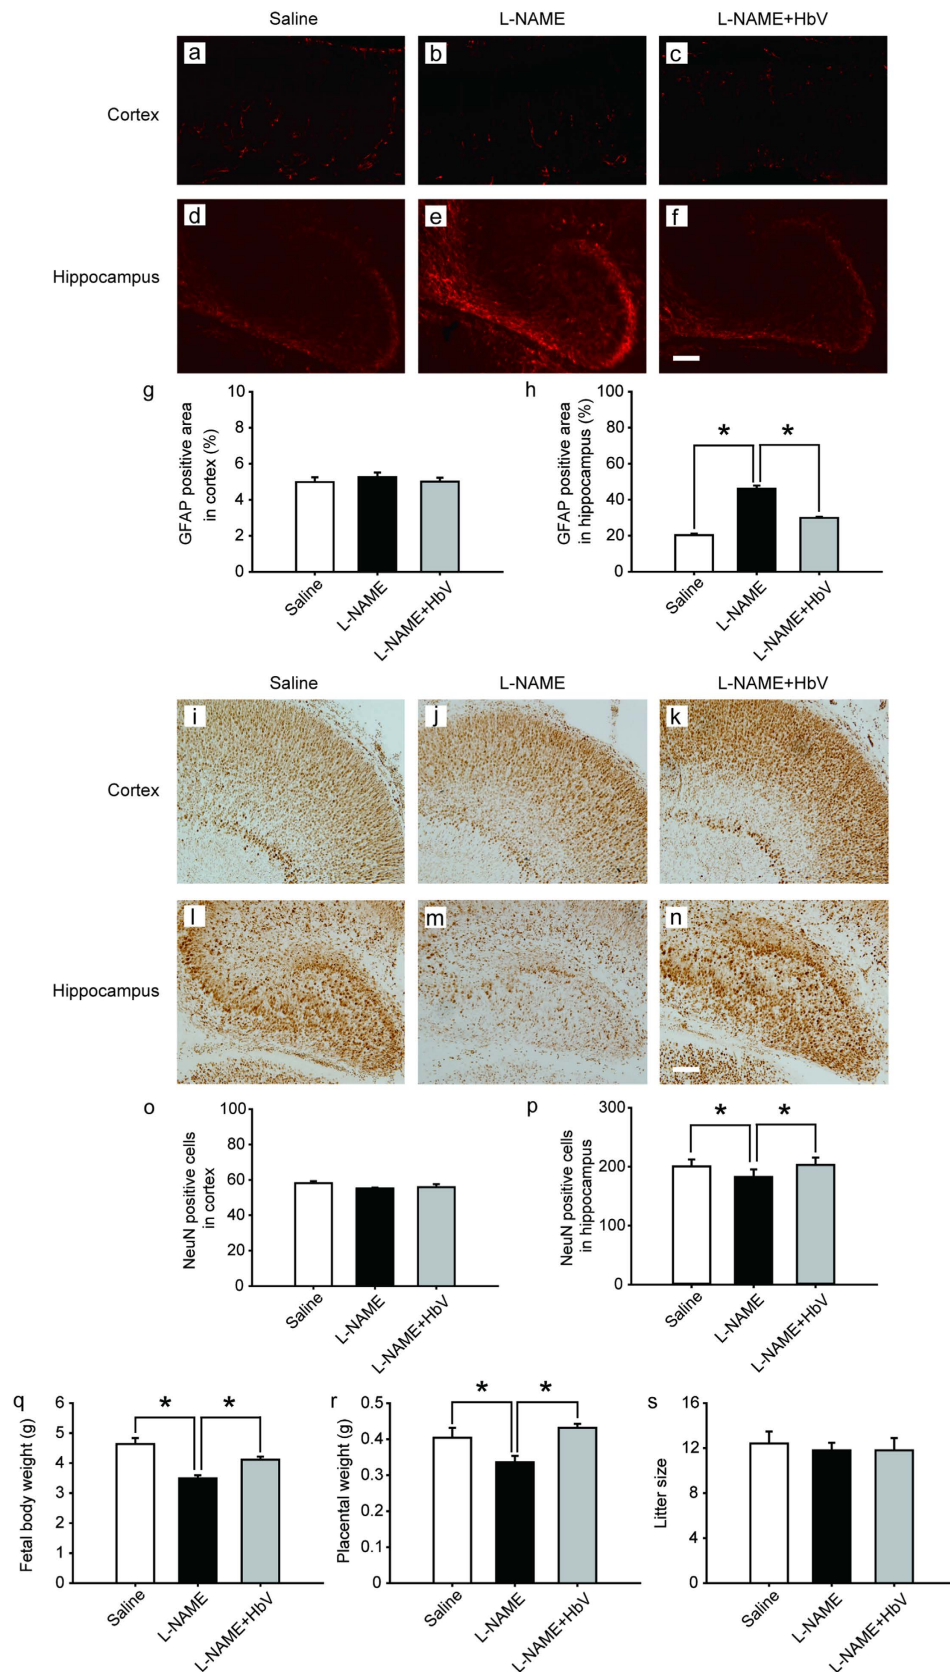 Saline L-NAME L-NAME+HbV
a b c
Cortex
d e f
Hippocampus
g
GFAP positive area
in cortex (%)
10
8
6
4
2
0
Saline
L-NAME
L-NAME+HbV
h
GFAP positive area
in hippocampus (%)
100
80
60
40
20
0
* *
Saline
L-NAME
L-NAME+HbV
Saline L-NAME L-NAME+HbV
i j k
Cortex
l m n
Hippocampus
o
NeuN positive cells
in cortex
100
80
60
40
20
0
Saline
L-NAME
L-NAME+HbV
p
NeuN positive cells
in hippocampus
300
200
100
0
* *
Saline
L-NAME
L-NAME+HbV
q
Fetal body weight (g)
6
5
4
3
2
1
0
* *
Saline
L-NAME
L-NAME+HbV
r
Placental weight (g)
0.5
0.4
0.3
0.2
0.1
0
* *
Saline
L-NAME
L-NAME+HbV
s
Litter size
16
12
8
4
0
Saline
L-NAME
L-NAME+HbV